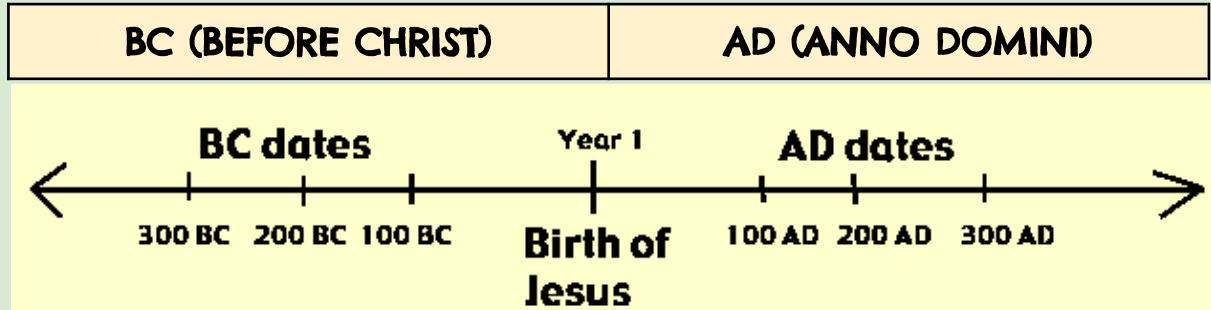 BC (BEFORE CHRIST)
AD (ANNO DOMINI)
BC dates
Year 1
AD dates
300 BC
200 BC
100 BC
Birth of
Jesus
100 AD
200 AD
300 AD